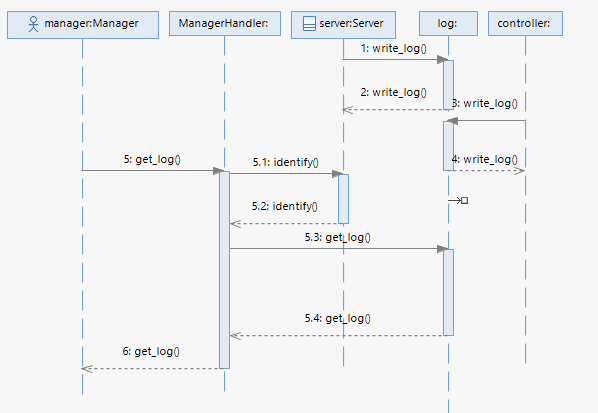 manager:Manager
ManagerHandler:
server:Server
log:
controller:
1: write_log()
2: write_log()
3: write_log()
4: write_log()
5: get_log()
5.1: identify()
5.2: identify()
5.3: get_log()
5.4: get_log()
6: get_log()